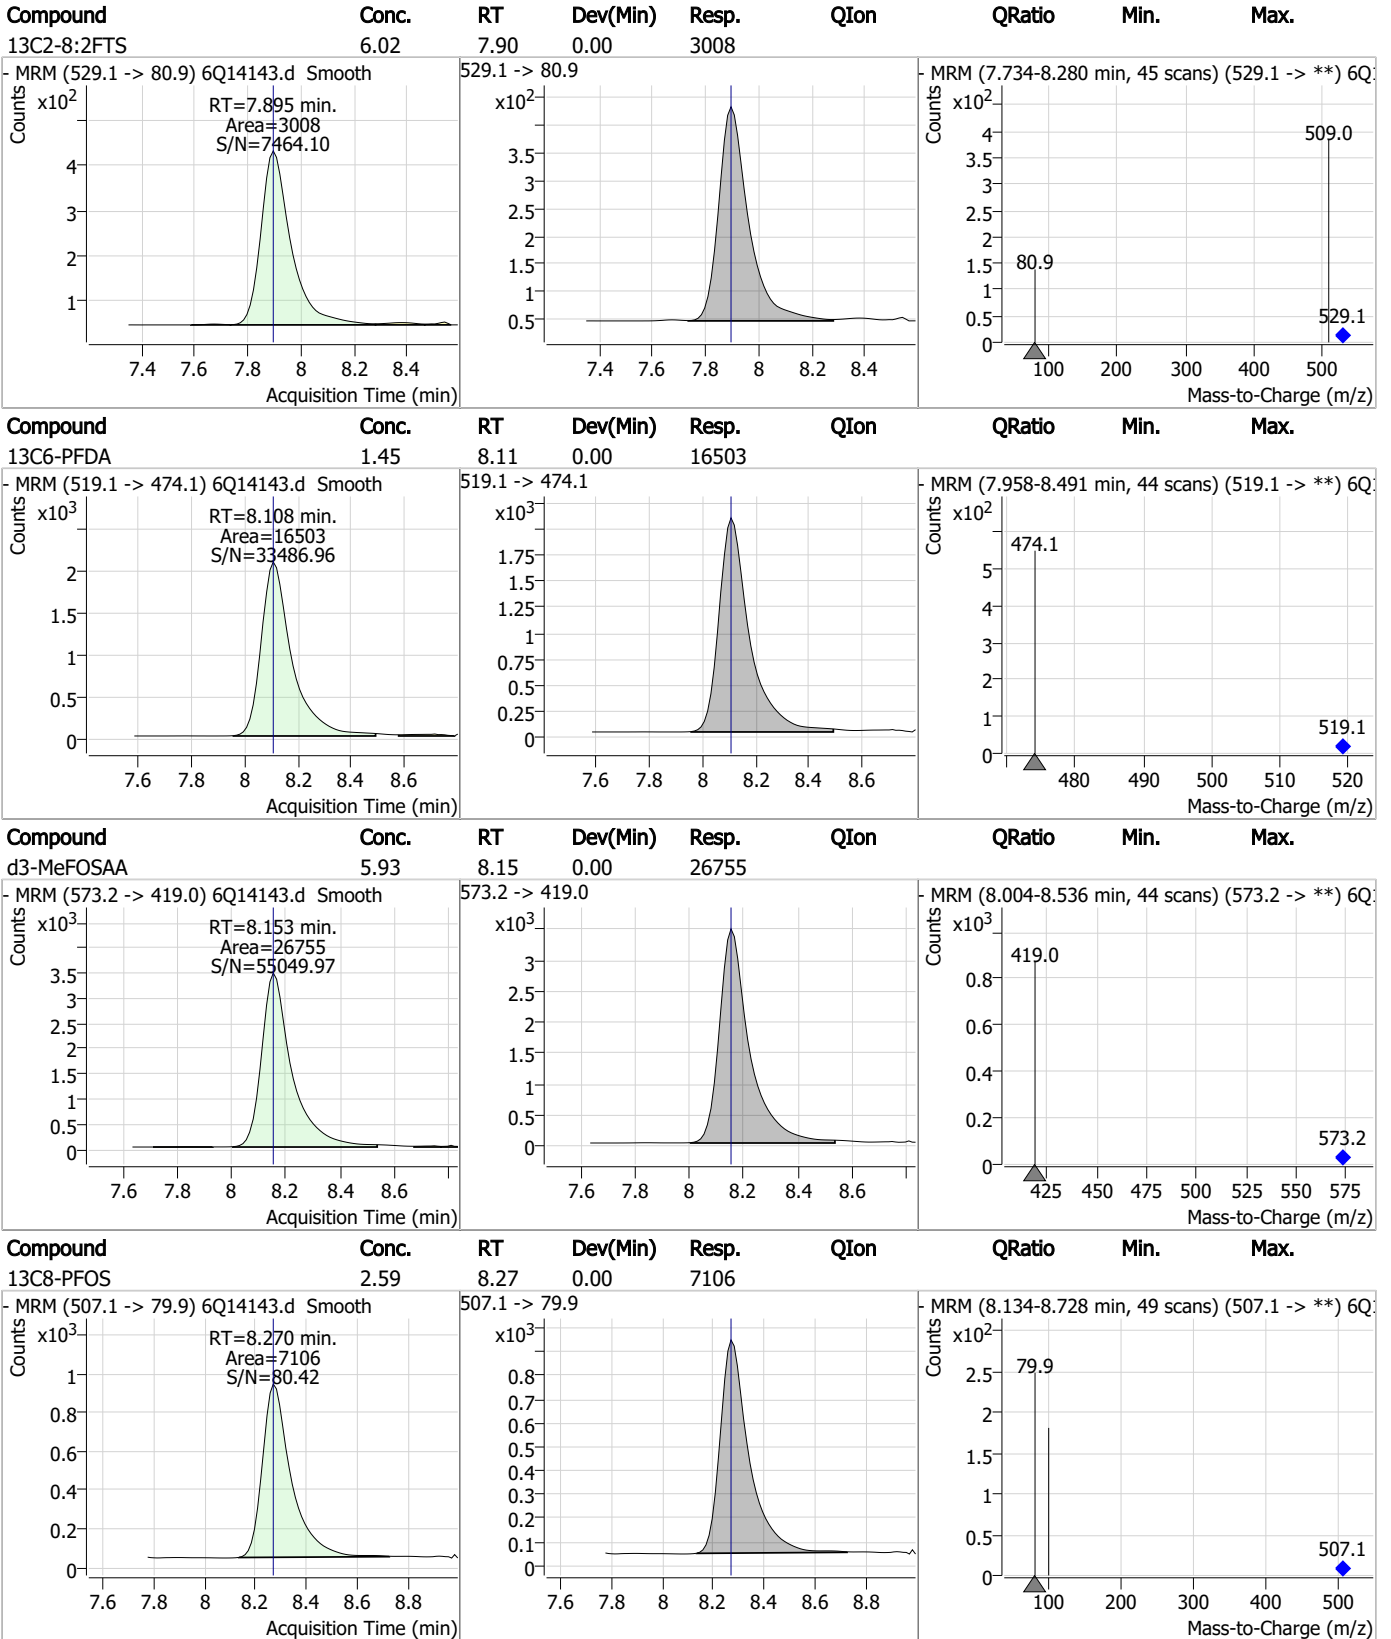 Compound Conc. RT Dev(Min) Resp. QIon QRatio Min. Max.
13C2-8:2FTS 6.02 7.90 0.00 3008
- MRM (529.1 -> 80.9) 6Q14143.d Smooth
Counts
x10²
RT=7.895 min.
Area=3008
S/N=7464.10
4
3
2
1
7.4 7.6 7.8 8 8.2 8.4
Acquisition Time (min)
529.1 -> 80.9
x10²
3.5
3
2.5
2
1.5
1
0.5
7.4 7.6 7.8 8 8.2 8.4
- MRM (7.734-8.280 min, 45 scans) (529.1 -> **) 6Q
Counts
x10²
4
3.5
3
2.5
2
1.5
1
0.5
0
509.0
80.9
529.1
100 200 300 400 500
Mass-to-Charge (m/z)
Compound Conc. RT Dev(Min) Resp. QIon QRatio Min. Max.
13C6-PFDA 1.45 8.11 0.00 16503
- MRM (519.1 -> 474.1) 6Q14143.d Smooth
Counts
x10³
RT=8.108 min.
Area=16503
S/N=33486.96
2
1.5
1
0.5
0
7.6 7.8 8 8.2 8.4 8.6
Acquisition Time (min)
519.1 -> 474.1
x10³
1.75
1.5
1.25
1
0.75
0.5
0.25
0
7.6 7.8 8 8.2 8.4 8.6
- MRM (7.958-8.491 min, 44 scans) (519.1 -> **) 6Q
Counts
x10²
5
4
3
2
1
0
474.1
519.1
480 490 500 510 520
Mass-to-Charge (m/z)
Compound Conc. RT Dev(Min) Resp. QIon QRatio Min. Max.
d3-MeFOSAA 5.93 8.15 0.00 26755
- MRM (573.2 -> 419.0) 6Q14143.d Smooth
Counts
x10³
RT=8.153 min.
Area=26755
S/N=55049.97
3.5
3
2.5
2
1.5
1
0.5
0
7.6 7.8 8 8.2 8.4 8.6
Acquisition Time (min)
573.2 -> 419.0
x10³
3
2.5
2
1.5
1
0.5
0
7.6 7.8 8 8.2 8.4 8.6
- MRM (8.004-8.536 min, 44 scans) (573.2 -> **) 6Q
Counts
x10³
0.8
0.6
0.4
0.2
0
419.0
573.2
425 450 475 500 525 550 575
Mass-to-Charge (m/z)
Compound Conc. RT Dev(Min) Resp. QIon QRatio Min. Max.
13C8-PFOS 2.59 8.27 0.00 7106
- MRM (507.1 -> 79.9) 6Q14143.d Smooth
Counts
x10³
RT=8.270 min.
Area=7106
S/N=80.42
1
0.8
0.6
0.4
0.2
0
7.6 7.8 8 8.2 8.4 8.6 8.8
Acquisition Time (min)
507.1 -> 79.9
x10³
0.8
0.7
0.6
0.5
0.4
0.3
0.2
0.1
0
7.6 7.8 8 8.2 8.4 8.6 8.8
- MRM (8.134-8.728 min, 49 scans) (507.1 -> **) 6Q
Counts
x10²
2.5
2
1.5
1
0.5
0
79.9
507.1
100 200 300 400 500
Mass-to-Charge (m/z)